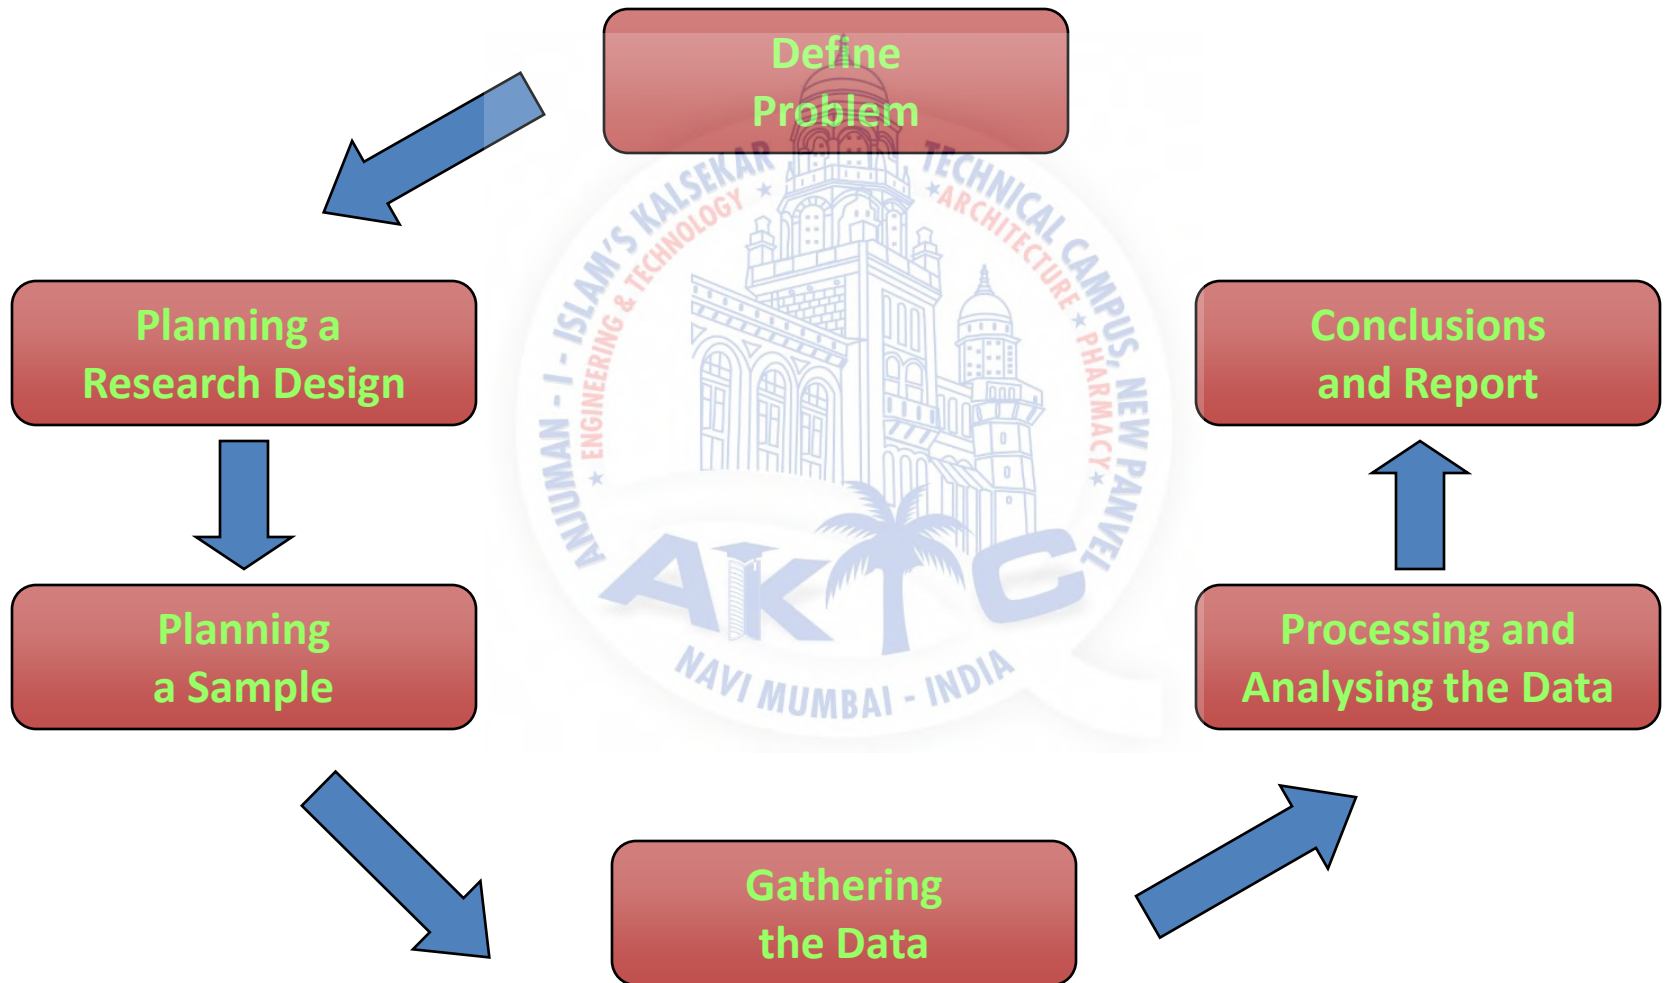 Define
Problem
Planning a
Research Design
Planning
a Sample
Gathering
the Data
Processing and
Analysing the Data
Conclusions
and Report
ANJUMAN - I - ISLAM'S KALSEKAR TECHNICAL CAMPUS, NEW PANVEL
★ ENGINEERING & TECHNOLOGY ★ ★ ARCHITECTURE ★ PHARMACY ★
AKTC
NAVI MUMBAI - INDIA